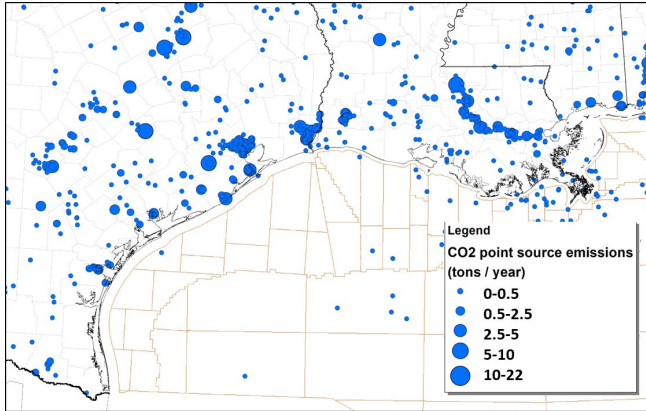 Legend
CO2 point source emissions
(tons / year)
0-0.5
0.5-2.5
2.5-5
5-10
10-22